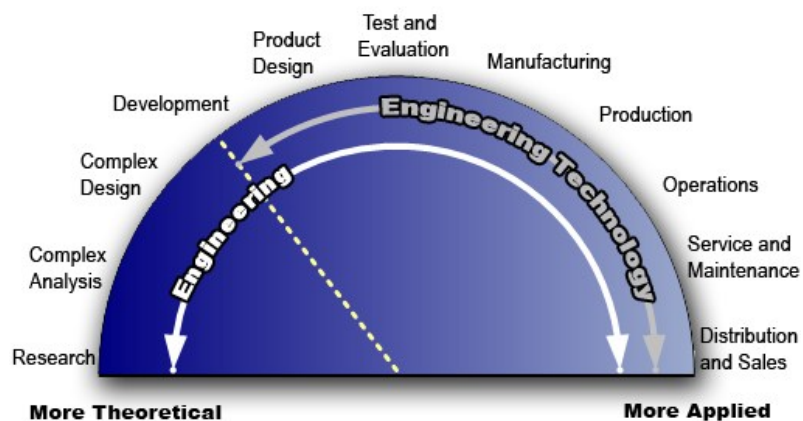 Test and
Evaluation
Product
Design
Manufacturing
Development
Production
Engineering Technology
Complex
Design
Engineering
Operations
Complex
Analysis
Service and
Maintenance
Research
Distribution
and Sales
More Theoretical
More Applied